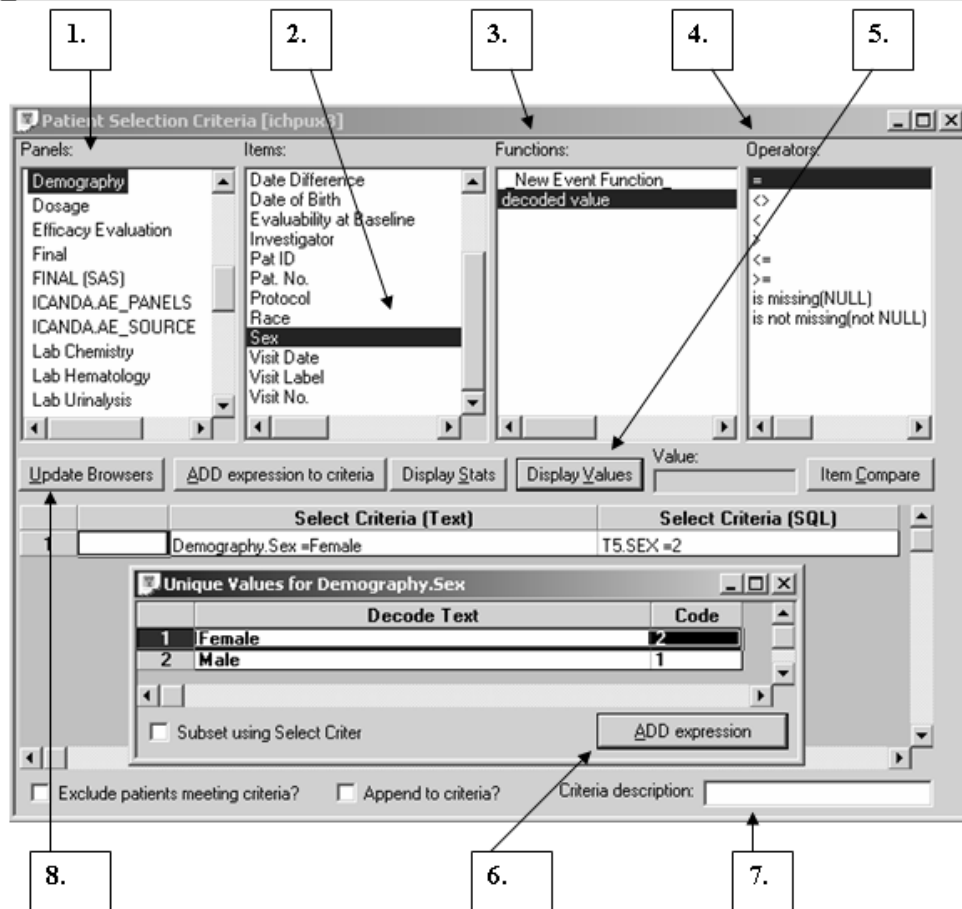 1. 2. 3. 4. 5.
Patient Selection Criteria [ichpux3]
Panels: Items: Functions: Operators:
Demography
Dosage
Efficacy Evaluation
Final
FINAL (SAS)
ICANDA.AE_PANELS
ICANDA.AE_SOURCE
Lab Chemistry
Lab Hematology
Lab Urinalysis
Date Difference
Date of Birth
Evaluability at Baseline
Investigator
Pat ID
Pat. No.
Protocol
Race
Sex
Visit Date
Visit Label
Visit No.
_New Event Function_
decoded value
=
<>
<
>
<=
>=
is missing(NULL)
is not missing(not NULL)
Update Browsers ADD expression to criteria Display Stats Display Values Value: Item Compare
Select Criteria (Text) Select Criteria (SQL)
1 Demography.Sex =Female T5.SEX =2
Unique Values for Demography.Sex
Decode Text Code
1 Female 2
2 Male 1
Subset using Select Criter ADD expression
Exclude patients meeting criteria? Append to criteria? Criteria description:
8. 6. 7.